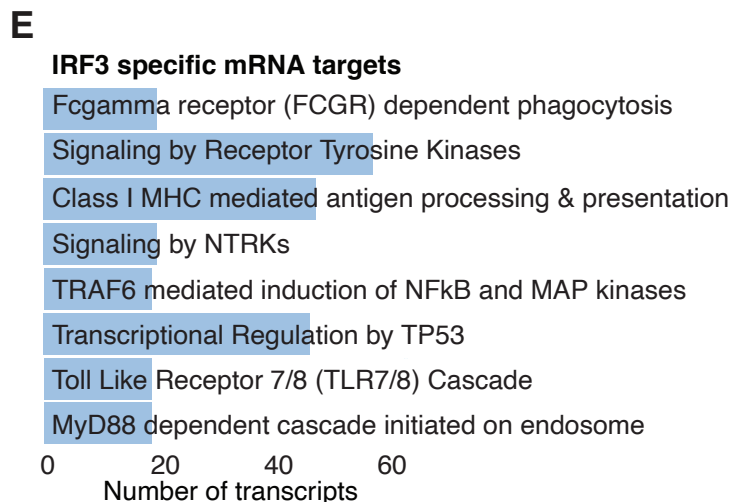 E
IRF3 specific mRNA targets
Fcgamma receptor (FCGR) dependent phagocytosis
Signaling by Receptor Tyrosine Kinases
Class I MHC mediated antigen processing & presentation
Signaling by NTRKs
TRAF6 mediated induction of NFkB and MAP kinases
Transcriptional Regulation by TP53
Toll Like Receptor 7/8 (TLR7/8) Cascade
MyD88 dependent cascade initiated on endosome
0 20 40 60
Number of transcripts